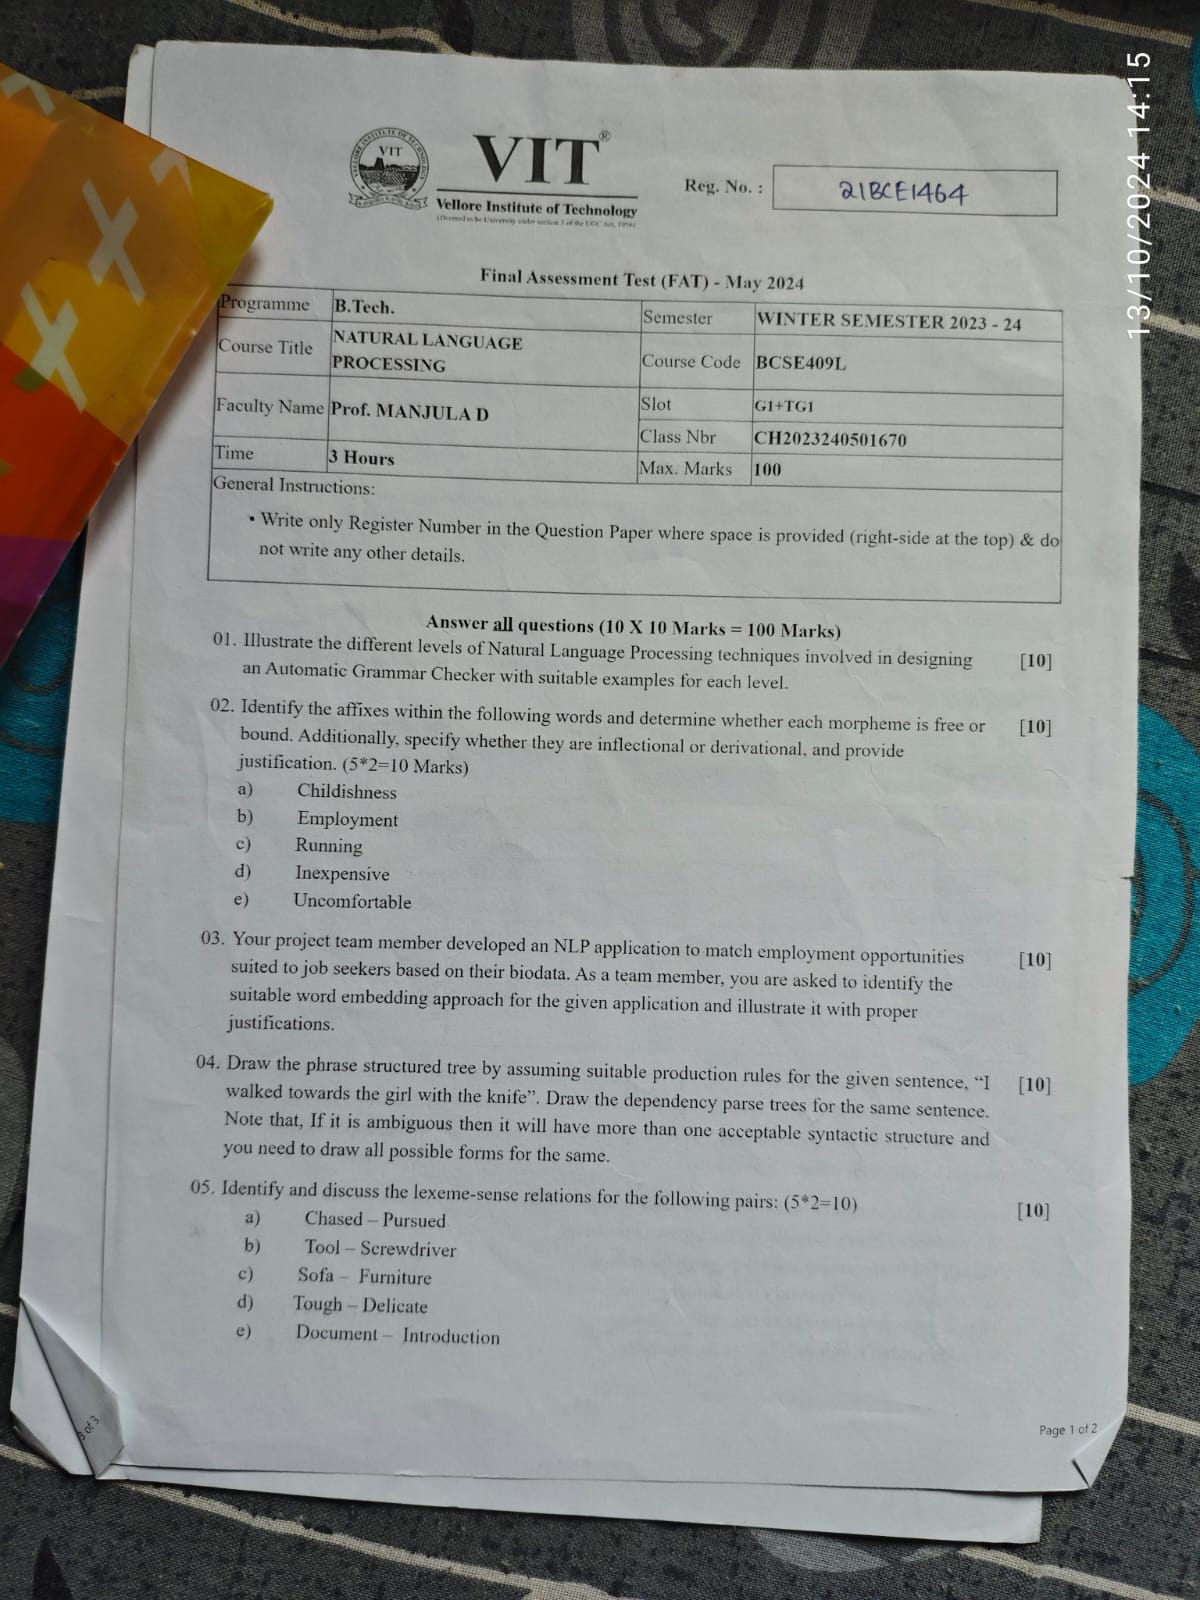 VIT®
VIT
Vellore Institute of Technology
(Deemed to be University under section 3 of the UGC Act, 1956)
Reg. No. :
21BCE1464
Final Assessment Test (FAT) - May 2024
Programme B.Tech. Semester WINTER SEMESTER 2023 - 24
Course Title NATURAL LANGUAGE PROCESSING Course Code BCSE409L
Faculty Name Prof. MANJULA D Slot G1+TG1
Class Nbr CH2023240501670
Time 3 Hours Max. Marks 100
General Instructions:
• Write only Register Number in the Question Paper where space is provided (right-side at the top) & do
not write any other details.
Answer all questions (10 X 10 Marks = 100 Marks)
01. Illustrate the different levels of Natural Language Processing techniques involved in designing [10]
an Automatic Grammar Checker with suitable examples for each level.
02. Identify the affixes within the following words and determine whether each morpheme is free or [10]
bound. Additionally, specify whether they are inflectional or derivational, and provide
justification. (5*2=10 Marks)
a) Childishness
b) Employment
c) Running
d) Inexpensive
e) Uncomfortable
03. Your project team member developed an NLP application to match employment opportunities [10]
suited to job seekers based on their biodata. As a team member, you are asked to identify the
suitable word embedding approach for the given application and illustrate it with proper
justifications.
04. Draw the phrase structured tree by assuming suitable production rules for the given sentence, “I [10]
walked towards the girl with the knife”. Draw the dependency parse trees for the same sentence.
Note that, If it is ambiguous then it will have more than one acceptable syntactic structure and
you need to draw all possible forms for the same.
05. Identify and discuss the lexeme-sense relations for the following pairs: (5*2=10) [10]
a) Chased – Pursued
b) Tool – Screwdriver
c) Sofa – Furniture
d) Tough – Delicate
e) Document – Introduction
Page 1 of 2
3 of 3
13/10/2024 14:15